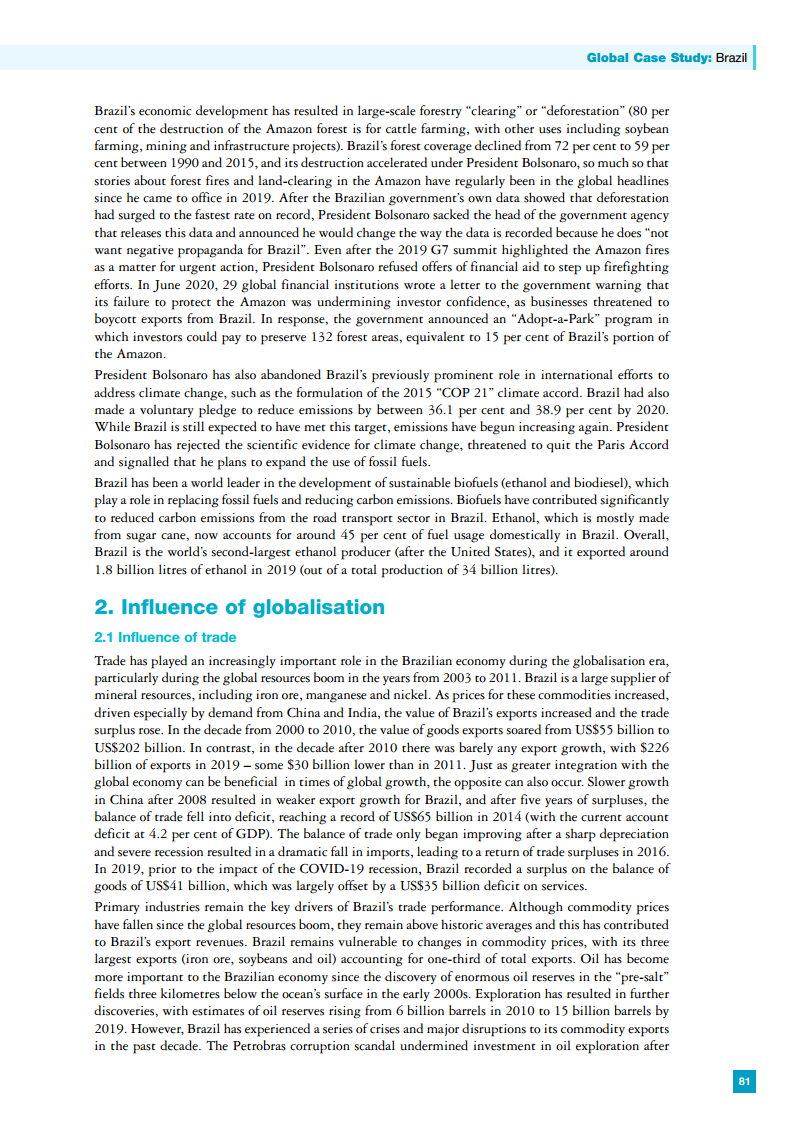 Global Case Study: Brazil
Brazil's economic development has resulted in large-scale forestry “clearing” or “deforestation” (80 per
cent of the destruction of the Amazon forest is for cattle farming, with other uses including soybean
farming, mining and infrastructure projects). Brazil's forest coverage declined from 72 per cent to 59 per
cent between 1990 and 2015, and its destruction accelerated under President Bolsonaro, so much so that
stories about forest fires and land-clearing in the Amazon have regularly been in the global headlines
since he came to office in 2019. After the Brazilian government's own data showed that deforestation
had surged to the fastest rate on record, President Bolsonaro sacked the head of the government agency
that releases this data and announced he would change the way the data is recorded because he does “not
want negative propaganda for Brazil”. Even after the 2019 G7 summit highlighted the Amazon fires
as a matter for urgent action, President Bolsonaro refused offers of financial aid to step up firefighting
efforts. In June 2020, 29 global financial institutions wrote a letter to the government warning that
its failure to protect the Amazon was undermining investor confidence, as businesses threatened to
boycott exports from Brazil. In response, the government announced an “Adopt-a-Park” program in
which investors could pay to preserve 132 forest areas, equivalent to 15 per cent of Brazil's portion of
the Amazon.
President Bolsonaro has also abandoned Brazil's previously prominent role in international efforts to
address climate change, such as the formulation of the 2015 “COP 21” climate accord. Brazil had also
made a voluntary pledge to reduce emissions by between 36.1 per cent and 38.9 per cent by 2020.
While Brazil is still expected to have met this target, emissions have begun increasing again. President
Bolsonaro has rejected the scientific evidence for climate change, threatened to quit the Paris Accord
and signalled that he plans to expand the use of fossil fuels.
Brazil has been a world leader in the development of sustainable biofuels (ethanol and biodiesel), which
play a role in replacing fossil fuels and reducing carbon emissions. Biofuels have contributed significantly
to reduced carbon emissions from the road transport sector in Brazil. Ethanol, which is mostly made
from sugar cane, now accounts for around 45 per cent of fuel usage domestically in Brazil. Overall,
Brazil is the world's second-largest ethanol producer (after the United States), and it exported around
1.8 billion litres of ethanol in 2019 (out of a total production of 34 billion litres).
2. Influence of globalisation
2.1 Influence of trade
Trade has played an increasingly important role in the Brazilian economy during the globalisation era,
particularly during the global resources boom in the years from 2003 to 2011. Brazil is a large supplier of
mineral resources, including iron ore, manganese and nickel. As prices for these commodities increased,
driven especially by demand from China and India, the value of Brazil's exports increased and the trade
surplus rose. In the decade from 2000 to 2010, the value of goods exports soared from US$55 billion to
US$202 billion. In contrast, in the decade after 2010 there was barely any export growth, with $226
billion of exports in 2019 – some $30 billion lower than in 2011. Just as greater integration with the
global economy can be beneficial in times of global growth, the opposite can also occur. Slower growth
in China after 2008 resulted in weaker export growth for Brazil, and after five years of surpluses, the
balance of trade fell into deficit, reaching a record of US$65 billion in 2014 (with the current account
deficit at 4.2 per cent of GDP). The balance of trade only began improving after a sharp depreciation
and severe recession resulted in a dramatic fall in imports, leading to a return of trade surpluses in 2016.
In 2019, prior to the impact of the COVID-19 recession, Brazil recorded a surplus on the balance of
goods of US$41 billion, which was largely offset by a US$35 billion deficit on services.
Primary industries remain the key drivers of Brazil's trade performance. Although commodity prices
have fallen since the global resources boom, they remain above historic averages and this has contributed
to Brazil's export revenues. Brazil remains vulnerable to changes in commodity prices, with its three
largest exports (iron ore, soybeans and oil) accounting for one-third of total exports. Oil has become
more important to the Brazilian economy since the discovery of enormous oil reserves in the “pre-salt”
fields three kilometres below the ocean's surface in the early 2000s. Exploration has resulted in further
discoveries, with estimates of oil reserves rising from 6 billion barrels in 2010 to 15 billion barrels by
2019. However, Brazil has experienced a series of crises and major disruptions to its commodity exports
in the past decade. The Petrobras corruption scandal undermined investment in oil exploration after
81